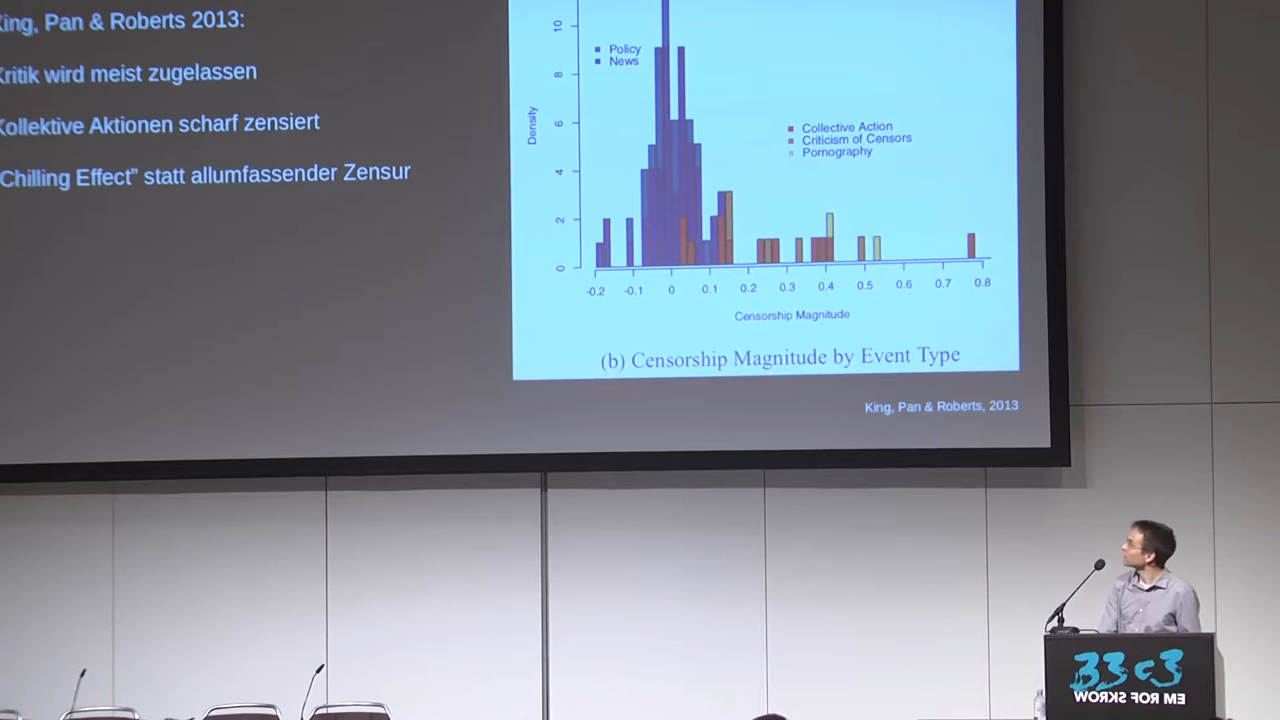 King, Pan & Roberts 2013:
Kritik wird meist zugelassen
Kollektive Aktionen scharf zensiert
"Chilling Effect" statt allumfassender Zensur
10
8
6
4
2
0
Density
Policy
News
Collective Action
Criticism of Censors
Pornography
-0.2 -0.1 0 0.1 0.2 0.3 0.4 0.5 0.6 0.7 0.8
Censorship Magnitude
(b) Censorship Magnitude by Event Type
King, Pan & Roberts, 2013
33c3
WORKS FOR ME